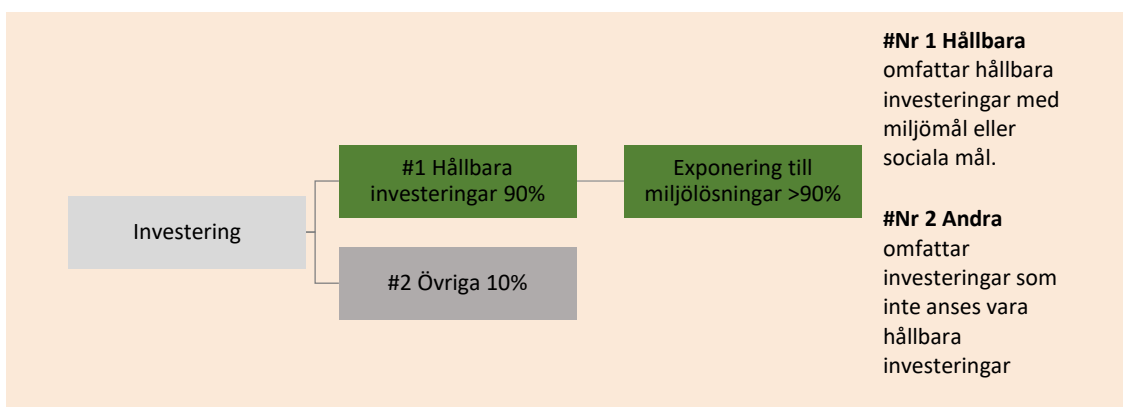 Investering
#1 Hållbara
investeringar 90%
#2 Övriga 10%
Exponering till
miljölösningar >90%
#Nr 1 Hållbara
omfattar hållbara
investeringar med
miljömål eller
sociala mål.
#Nr 2 Andra
omfattar
investeringar som
inte anses vara
hållbara
investeringar